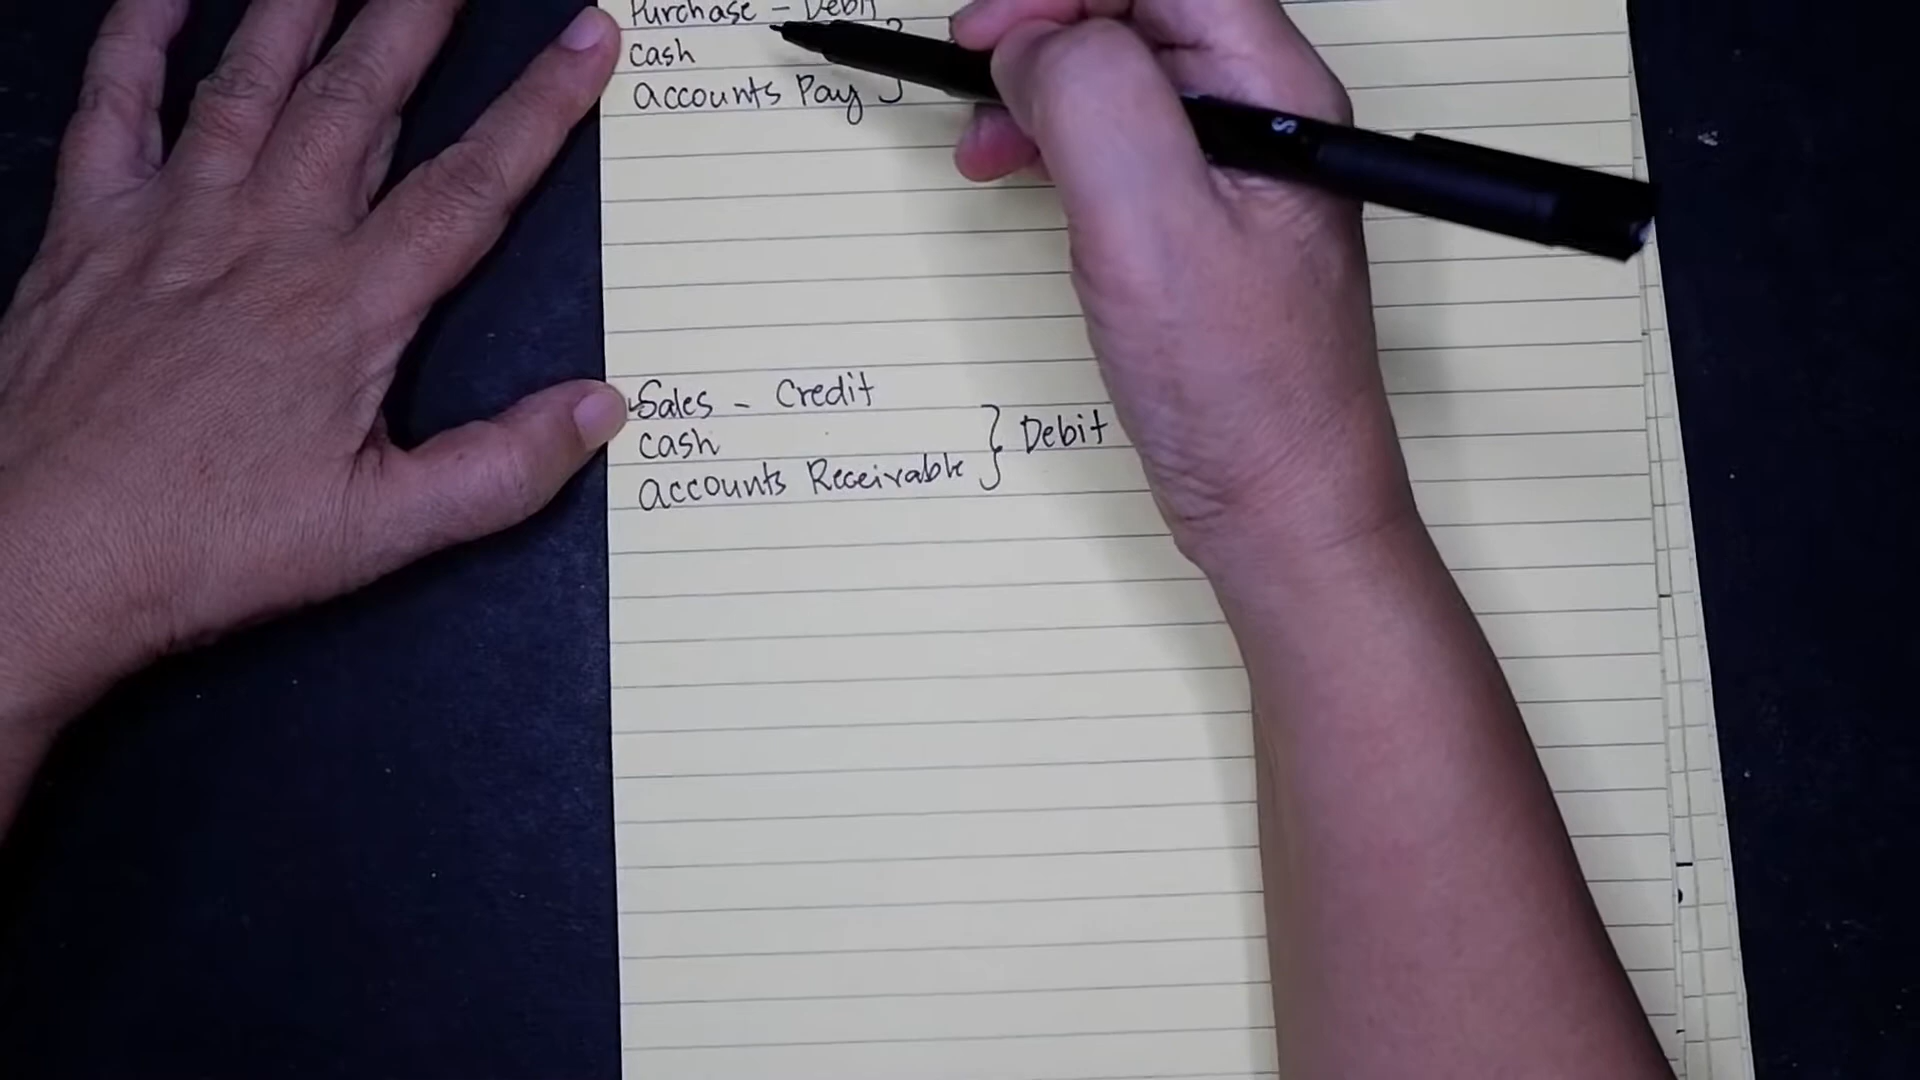 Purchase - Debit
Cash
accounts Pay }
Sales - Credit
Cash
accounts Receivable } Debit
S